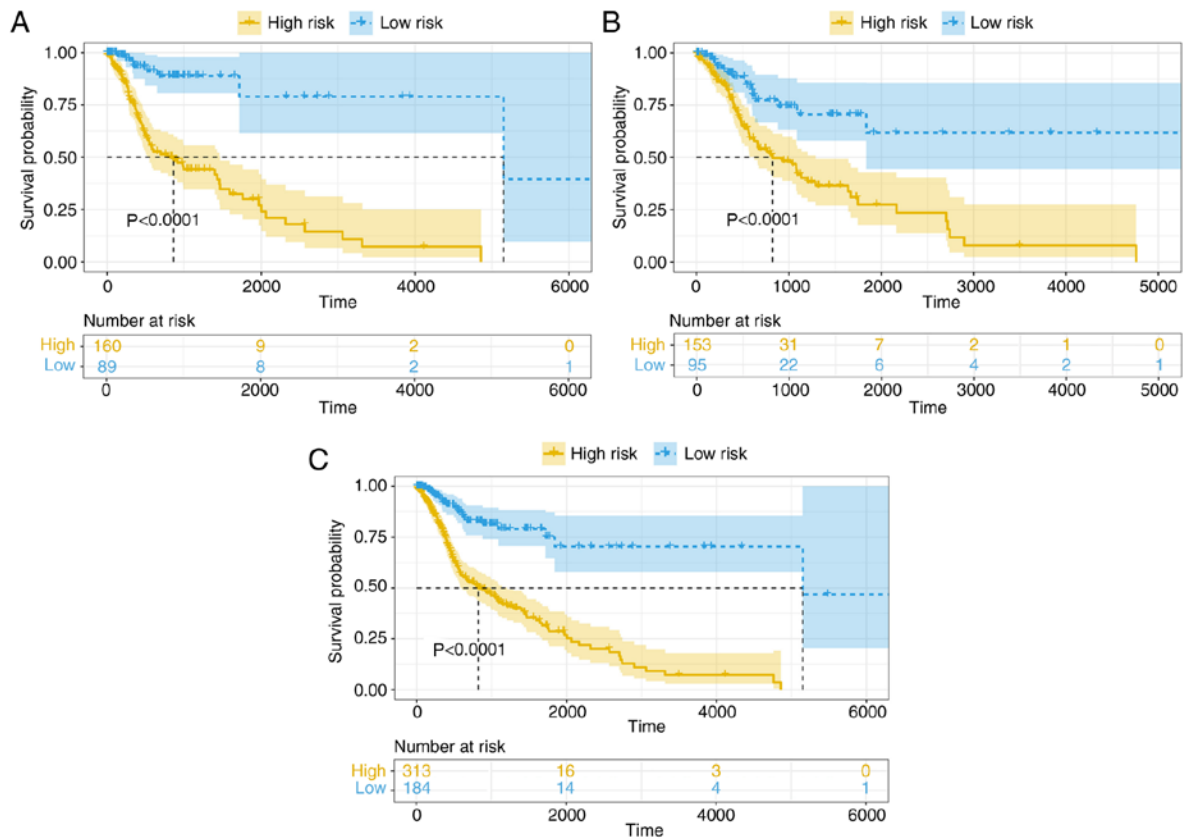 A
High risk Low risk
Survival probability
1.00
0.75
0.50
0.25
0.00
P<0.0001
0 2000 4000 6000
Time
Number at risk
High 160 9 2 0
Low 89 8 2 1
0 2000 4000 6000
Time
B
High risk Low risk
Survival probability
1.00
0.75
0.50
0.25
0.00
P<0.0001
0 1000 2000 3000 4000 5000
Time
Number at risk
High 153 31 7 2 1 0
Low 95 22 6 4 2 1
0 1000 2000 3000 4000 5000
Time
C
High risk Low risk
Survival probability
1.00
0.75
0.50
0.25
0.00
P<0.0001
0 2000 4000 6000
Time
Number at risk
High 313 16 3 0
Low 184 14 4 1
0 2000 4000 6000
Time